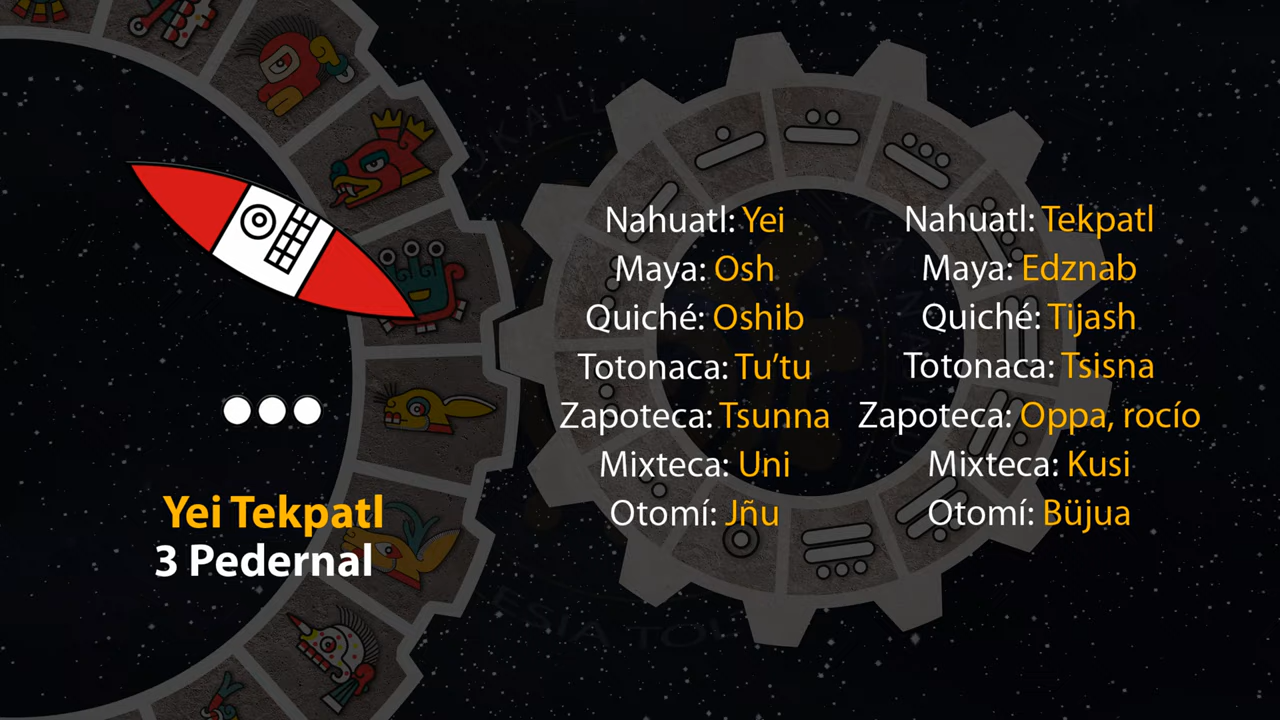 Yei Tekpatl
3 Pedernal
Nahuatl: Yei
Maya: Osh
Quiché: Oshib
Totonaca: Tu’tu
Zapoteca: Tsunna
Mixteca: Uni
Otomí: Jñu
Nahuatl: Tekpatl
Maya: Edznab
Quiché: Tijash
Totonaca: Tsisna
Zapoteca: Oppa, rocío
Mixteca: Kusi
Otomí: Büjua